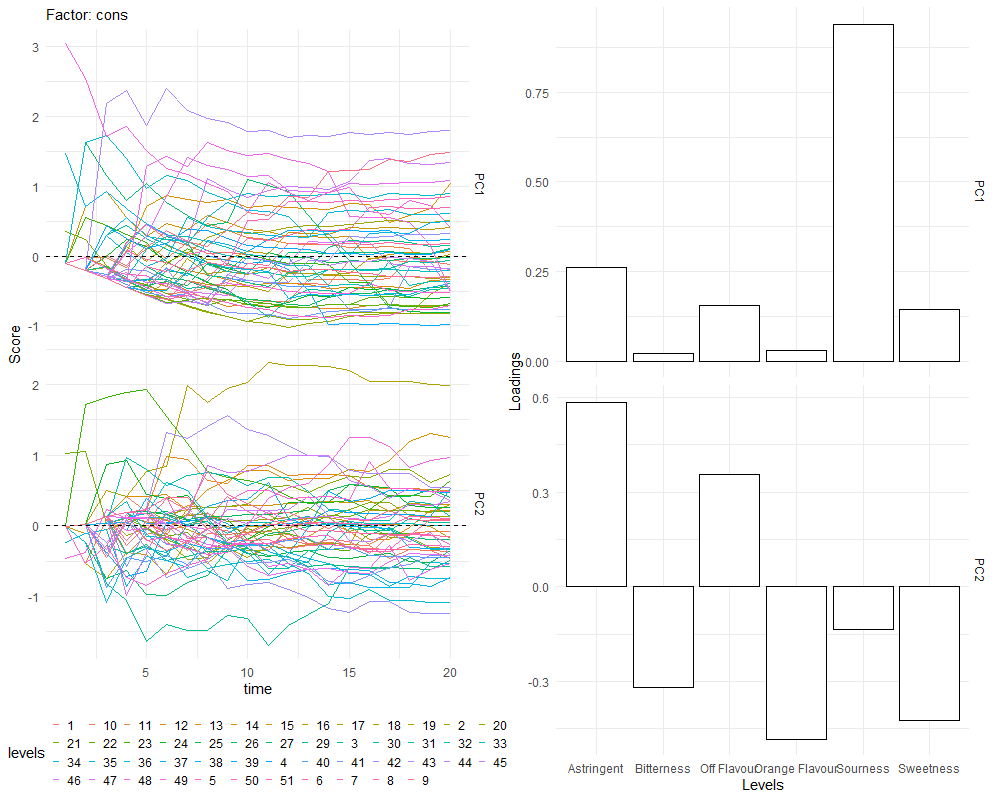 Factor: cons
3
2
1
0
-1
PC1
Score
2
1
0
-1
PC2
5 10 15 20
time
levels
1 10 11 12 13 14 15 16 17 18 19 2 20
21 22 23 24 25 26 27 29 3 30 31 32 33
34 35 36 37 38 39 4 40 41 42 43 44 45
46 47 48 49 5 50 51 6 7 8 9
0.75
0.50
0.25
0.00
PC1
Loadings
0.6
0.3
0.0
-0.3
PC2
Astringent Bitterness Off Flavour Orange Flavour Sourness Sweetness
Levels